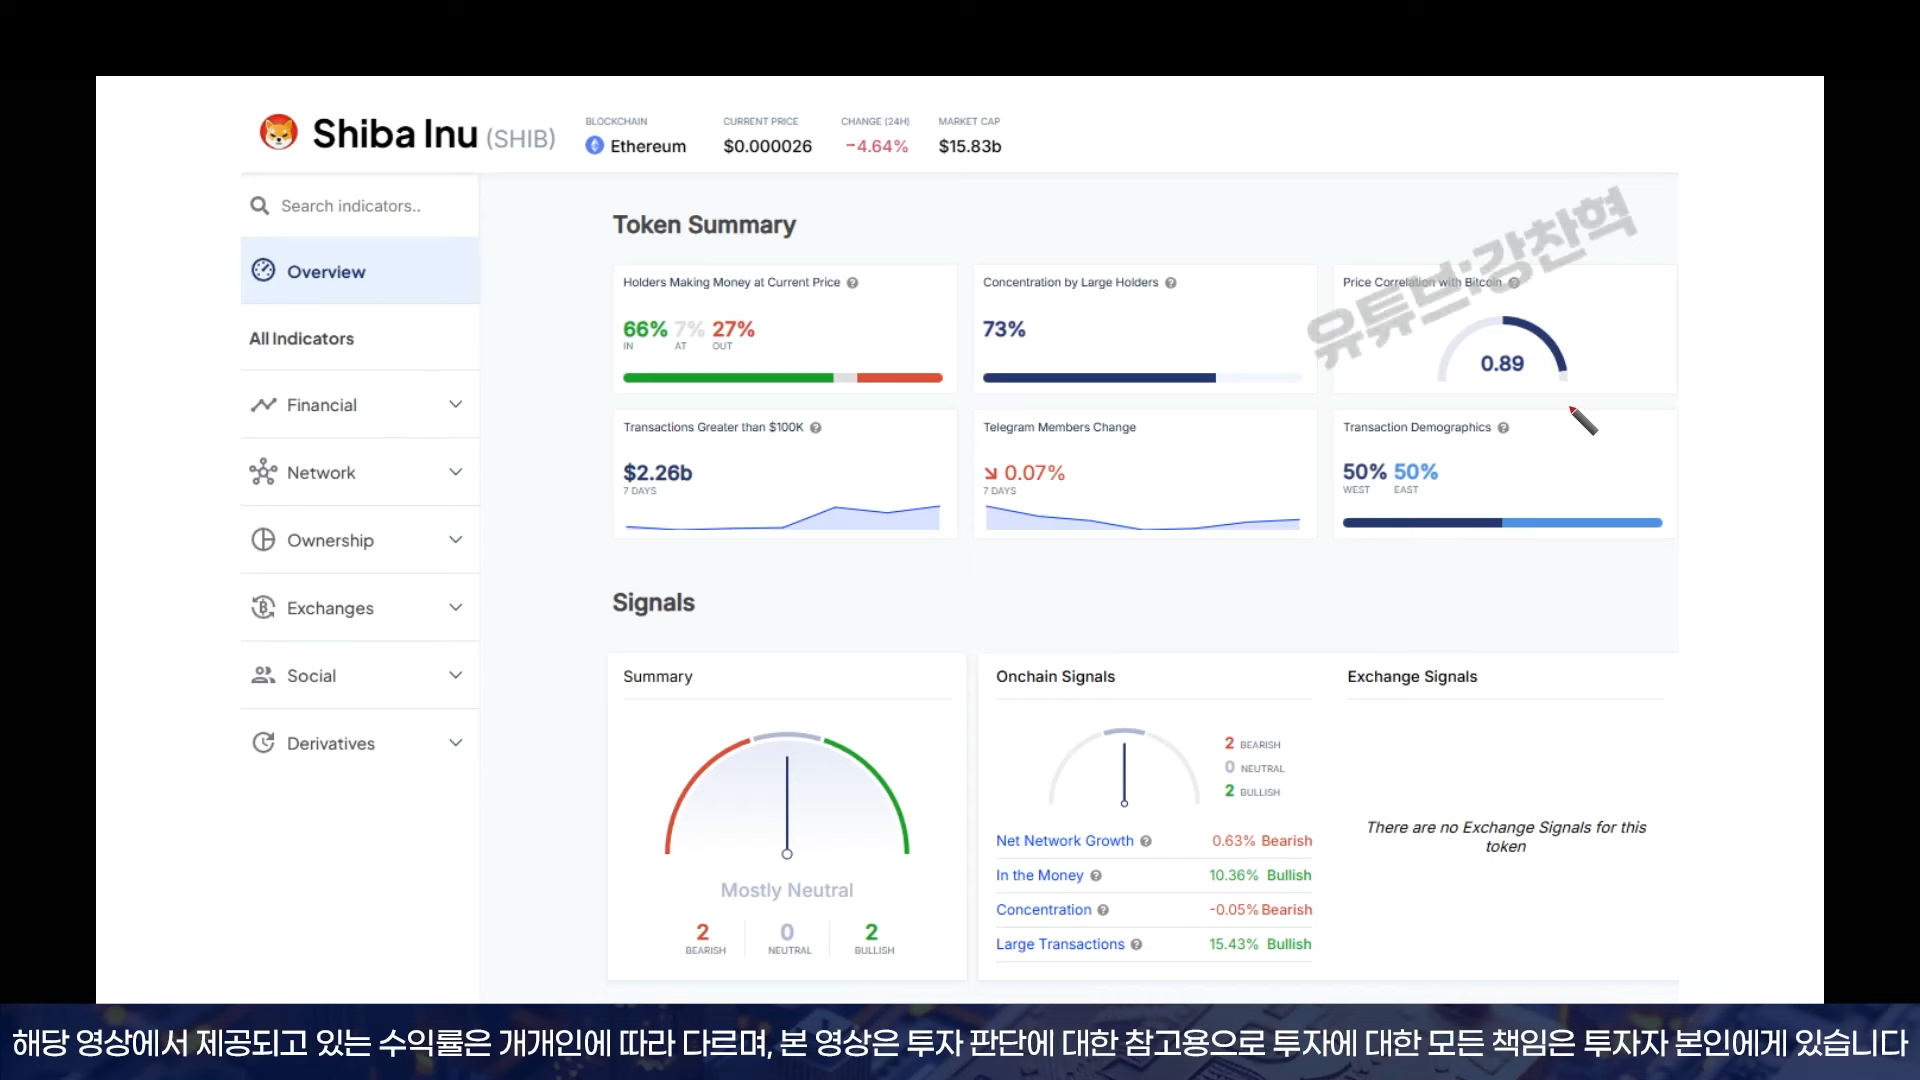 Shiba Inu (SHIB)
BLOCKCHAIN
Ethereum
CURRENT PRICE
$0.000026
CHANGE (24H)
−4.64%
MARKET CAP
$15.83b
Search indicators..
Overview
All Indicators
Financial
Network
Ownership
Exchanges
Social
Derivatives
Token Summary
유튜브:강찬혁
Holders Making Money at Current Price
66% 7% 27%
IN AT OUT
Concentration by Large Holders
73%
Price Correlation with Bitcoin
0.89
Transactions Greater than $100K
$2.26b
7 DAYS
Telegram Members Change
0.07%
7 DAYS
Transaction Demographics
50% 50%
WEST EAST
Signals
Summary
Mostly Neutral
2 0 2
BEARISH NEUTRAL BULLISH
Onchain Signals
2 BEARISH
0 NEUTRAL
2 BULLISH
Net Network Growth 0.63% Bearish
In the Money 10.36% Bullish
Concentration -0.05% Bearish
Large Transactions 15.43% Bullish
Exchange Signals
There are no Exchange Signals for this
token
해당 영상에서 제공되고 있는 수익률은 개개인에 따라 다르며, 본 영상은 투자 판단에 대한 참고용으로 투자에 대한 모든 책임은 투자자 본인에게 있습니다